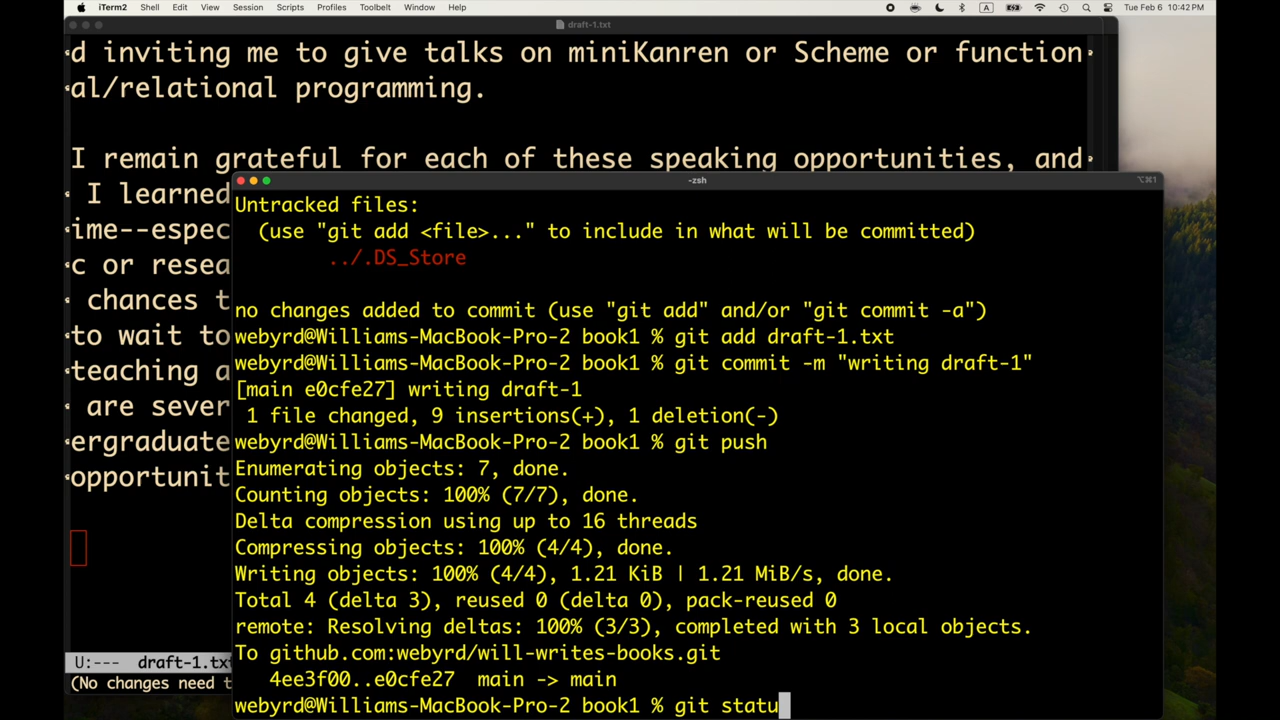 iTerm2 Shell Edit View Session Scripts Profiles Toolbelt Window Help A Tue Feb 6 10:42 PM
draft-1.txt
d inviting me to give talks on miniKanren or Scheme or function
al/relational programming.
I remain grateful for each of these speaking opportunities, and
I learned
ime--espec
c or resea
chances t
to wait to
teaching a
are sever
ergraduate
opportunit
U:--- draft-1.tx
(No changes need t
-zsh ⌥⌘1
Untracked files:
(use "git add <file>..." to include in what will be committed)
../.DS_Store
no changes added to commit (use "git add" and/or "git commit -a")
webyrd@Williams-MacBook-Pro-2 book1 % git add draft-1.txt
webyrd@Williams-MacBook-Pro-2 book1 % git commit -m "writing draft-1"
[main e0cfe27] writing draft-1
1 file changed, 9 insertions(+), 1 deletion(-)
webyrd@Williams-MacBook-Pro-2 book1 % git push
Enumerating objects: 7, done.
Counting objects: 100% (7/7), done.
Delta compression using up to 16 threads
Compressing objects: 100% (4/4), done.
Writing objects: 100% (4/4), 1.21 KiB | 1.21 MiB/s, done.
Total 4 (delta 3), reused 0 (delta 0), pack-reused 0
remote: Resolving deltas: 100% (3/3), completed with 3 local objects.
To github.com:webyrd/will-writes-books.git
4ee3f00..e0cfe27 main -> main
webyrd@Williams-MacBook-Pro-2 book1 % git statu